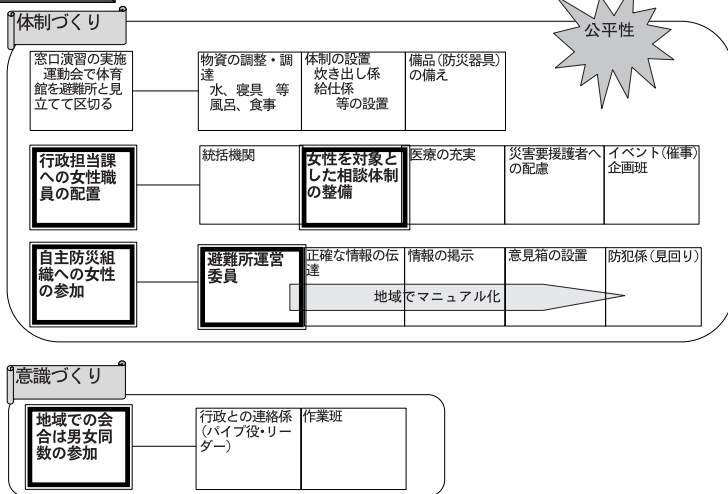 体制づくり
公平性
窓口演習の実施
運動会で体育
館を避難所と見
立てて区切る
物資の調整・調
達
水、寝具　等
風呂、食事
体制の設置
炊き出し係
給仕係
等の設置
備品(防災器具)
の備え
行政担当課
への女性職
員の配置
統括機関
女性を対象と
した相談体制
の整備
医療の充実
災害要援護者へ
の配慮
イベント(催事)
企画班
自主防災組
織への女性
の参加
避難所運営
委員
正確な情報の伝
達
情報の掲示
意見箱の設置
防犯係(見回り)
地域でマニュアル化
意識づくり
地域での会
合は男女同
数の参加
行政との連絡係
(パイプ役・リー
ダー)
作業班